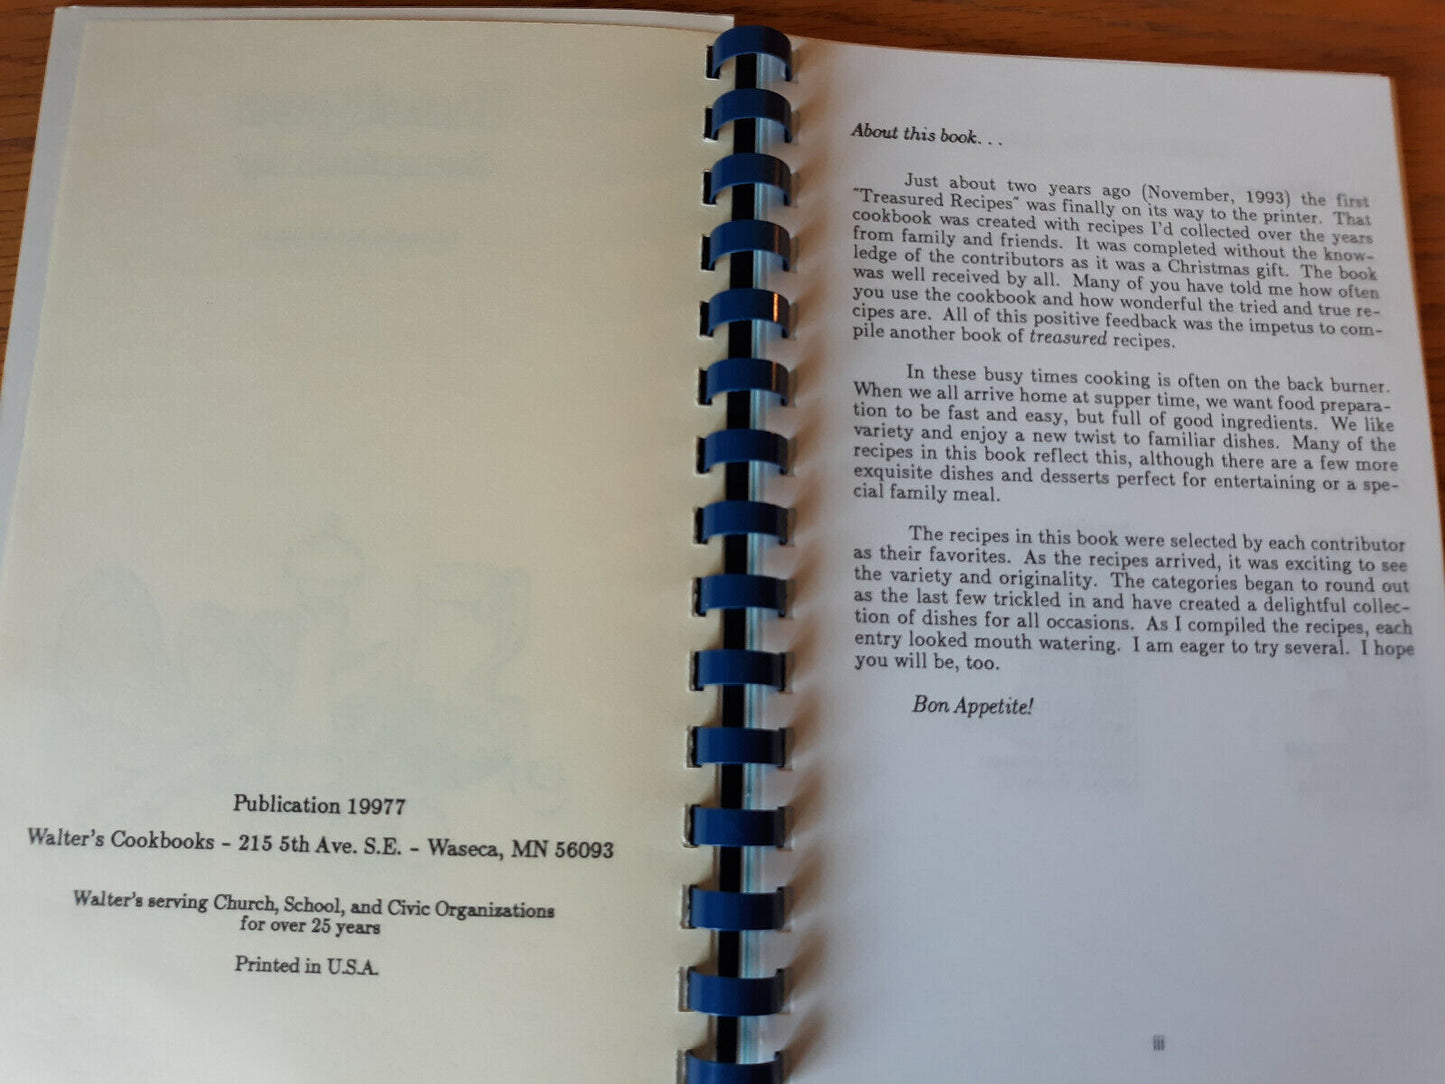 Publication 19977
Walter's Cookbooks - 215 5th Ave. S.E. - Waseca, MN 56093
Walter's serving Church, School, and Civic Organizations
for over 25 years
Printed in U.S.A.
About this book. . .
Just about two years ago (November, 1993) the first
"Treasured Recipes" was finally on its way to the printer. That
cookbook was created with recipes I'd collected over the years
from family and friends. It was completed without the know-
ledge of the contributors as it was a Christmas gift. The book
was well received by all. Many of you have told me how often
you use the cookbook and how wonderful the tried and true re-
cipes are. All of this positive feedback was the impetus to com-
pile another book of treasured recipes.
In these busy times cooking is often on the back burner.
When we all arrive home at supper time, we want food prepara-
tion to be fast and easy, but full of good ingredients. We like
variety and enjoy a new twist to familiar dishes. Many of the
recipes in this book reflect this, although there are a few more
exquisite dishes and desserts perfect for entertaining or a spe-
cial family meal.
The recipes in this book were selected by each contributor
as their favorites. As the recipes arrived, it was exciting to see
the variety and originality. The categories began to round out
as the last few trickled in and have created a delightful collec-
tion of dishes for all occasions. As I compiled the recipes, each
entry looked mouth watering. I am eager to try several. I hope
you will be, too.
Bon Appetite!
iii